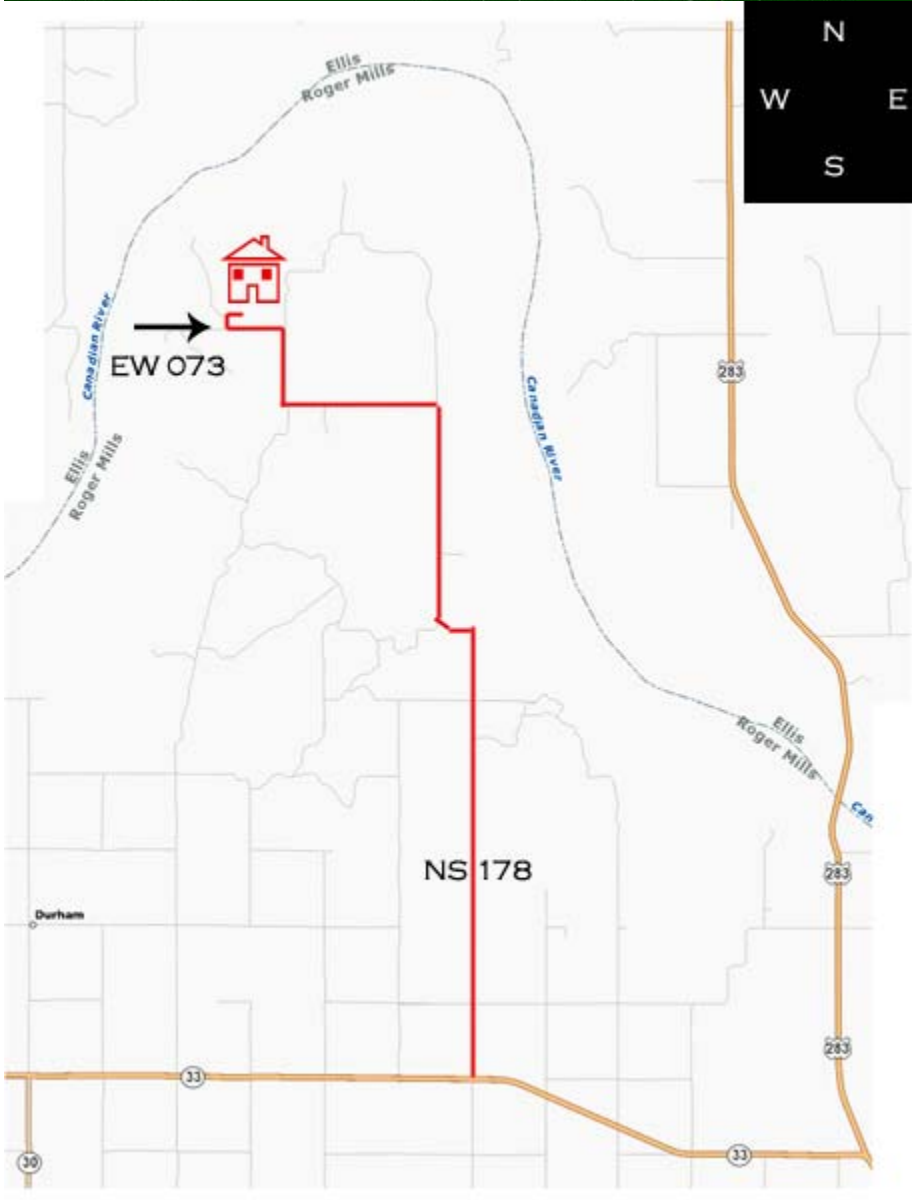 N
W E
S
Ellis
Roger Mills
Canadian River
EW 073
283
Canadian River
Ellis
Roger Mills
Ellis
Roger Mills
Can
NS 178
283
Durham
283
33
33
30